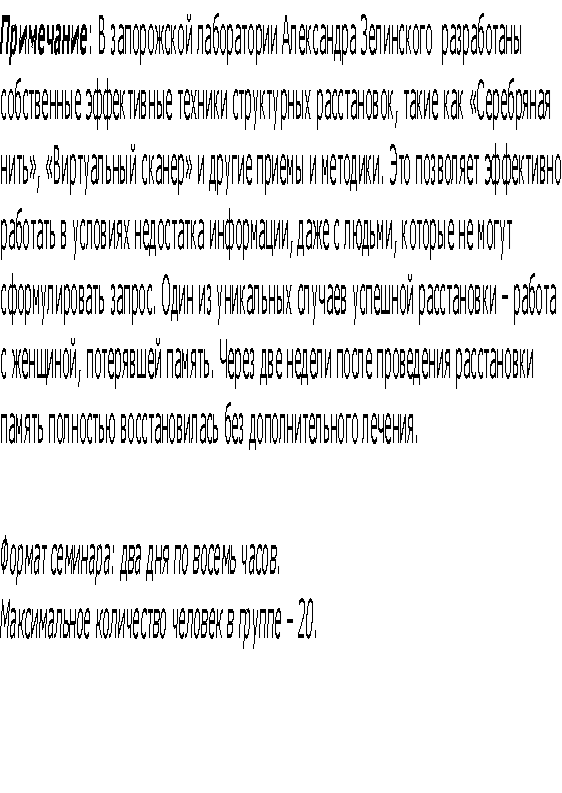 Примечание: В запорожской лаборатории Александра Зелинского разработаны
собственные эффективные техники структурных расстановок, такие как «Серебряная
нить», «Виртуальный сканер» и другие приемы и методики. Это позволяет эффективно
работать в условиях недостатка информации, даже с людьми, которые не могут
сформулировать запрос. Один из уникальных случаев успешной расстановки – работа
с женщиной, потерявшей память. Через две недели после проведения расстановки
память полностью восстановилась без дополнительного лечения.
Формат семинара: два дня по восемь часов.
Максимальное количество человек в группе – 20.